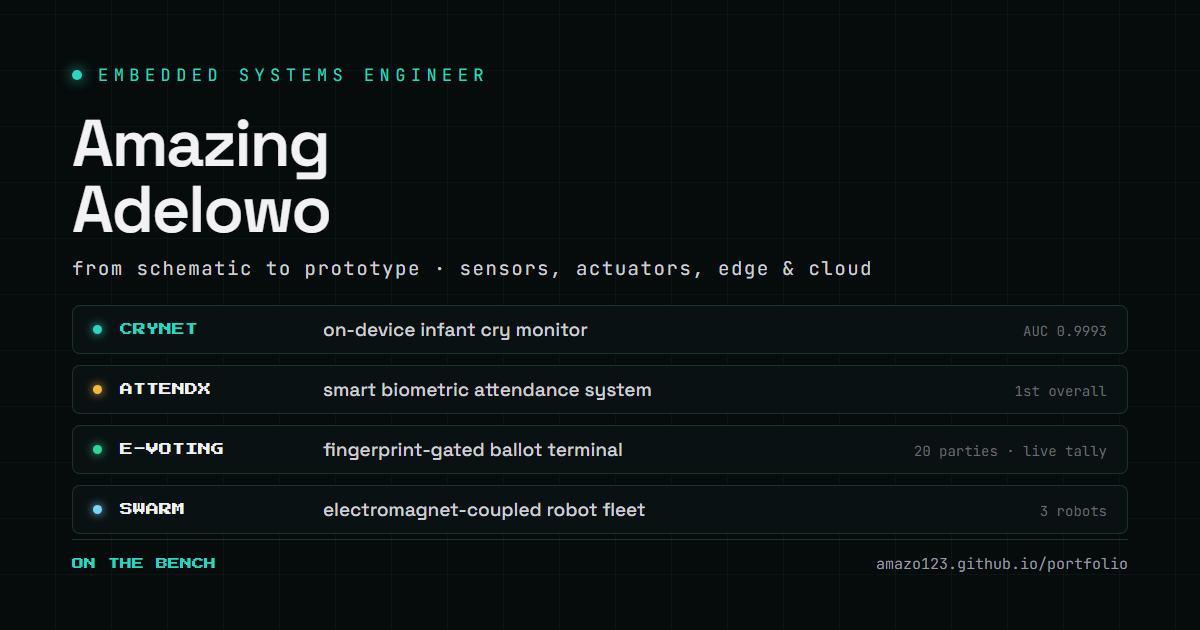 EMBEDDED SYSTEMS ENGINEER
Amazing
Adelowo
from schematic to prototype · sensors, actuators, edge & cloud
CRYNET on-device infant cry monitor AUC 0.9993
ATTENDX smart biometric attendance system 1st overall
E-VOTING fingerprint-gated ballot terminal 20 parties · live tally
SWARM electromagnet-coupled robot fleet 3 robots
ON THE BENCH amazo123.github.io/portfolio